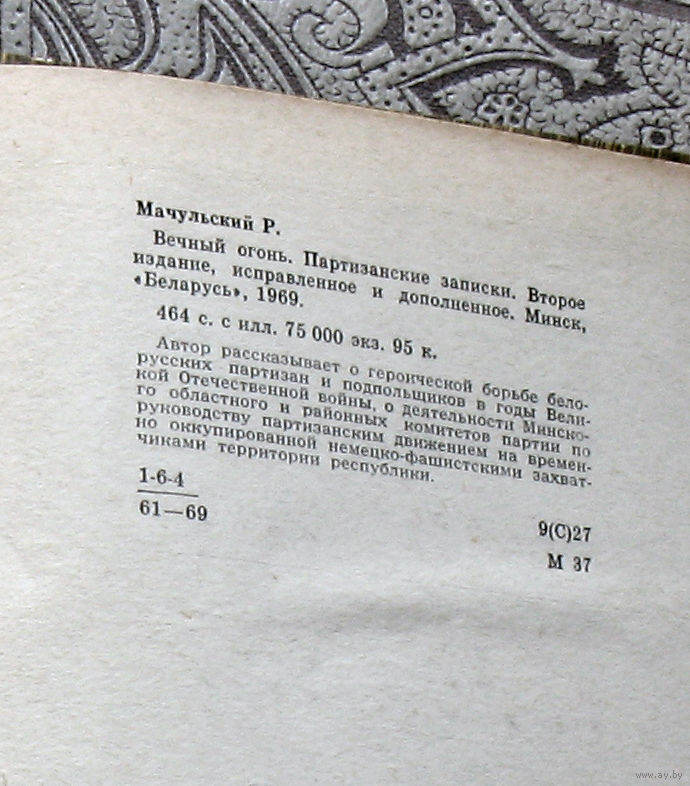 Мачульский Р.
Вечный огонь. Партизанские записки. Второе
издание, исправленное и дополненное. Минск,
«Беларусь», 1969.
464 с. с илл. 75 000 экз. 95 к.
Автор рассказывает о героической борьбе бело-
русских партизан и подпольщиков в годы Вели-
кой Отечественной войны, о деятельности Минско-
го областного и районных комитетов партии по
руководству партизанским движением на времен-
но оккупированной немецко-фашистскими захват-
чиками территории республики.
1-6-4
61—69
9(С)27
М 37
www.ay.by